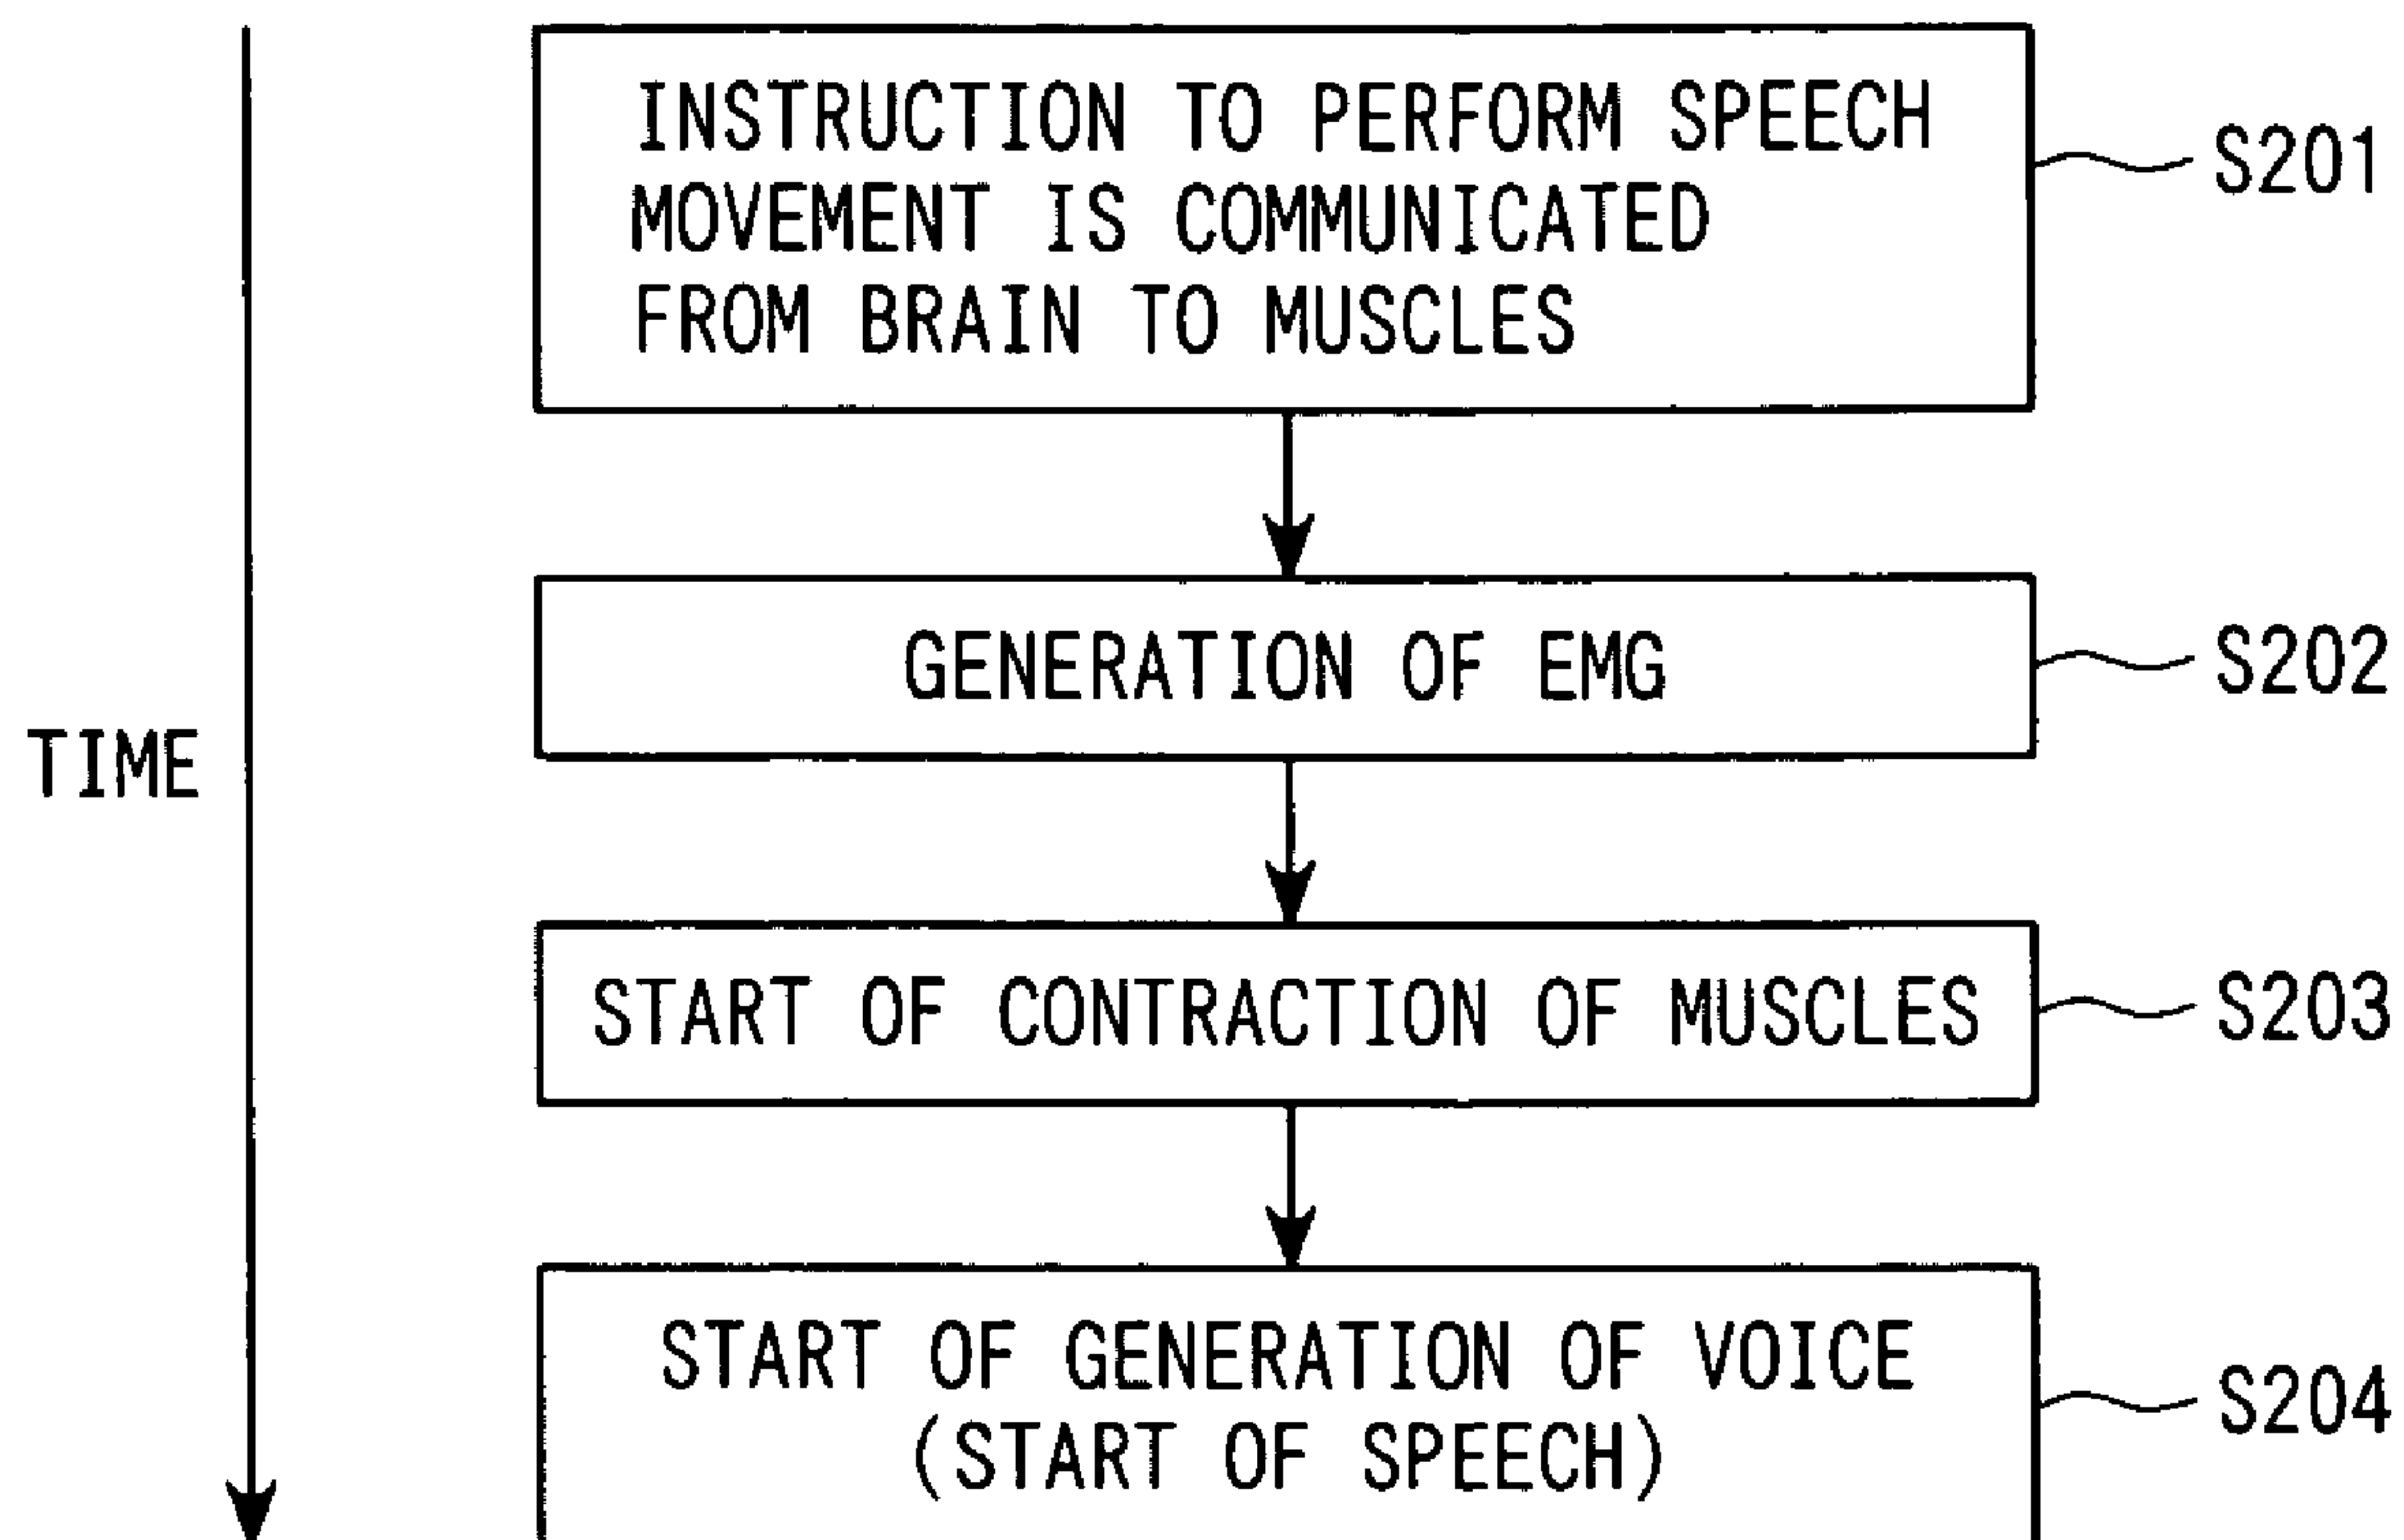 INSTRUCTION TO PERFORM SPEECH
MOVEMENT IS COMMUNICATED
FROM BRAIN TO MUSCLES
S201
GENERATION OF EMG
S202
TIME
START OF CONTRACTION OF MUSCLES
S203
START OF GENERATION OF VOICE
(START OF SPEECH)
S204